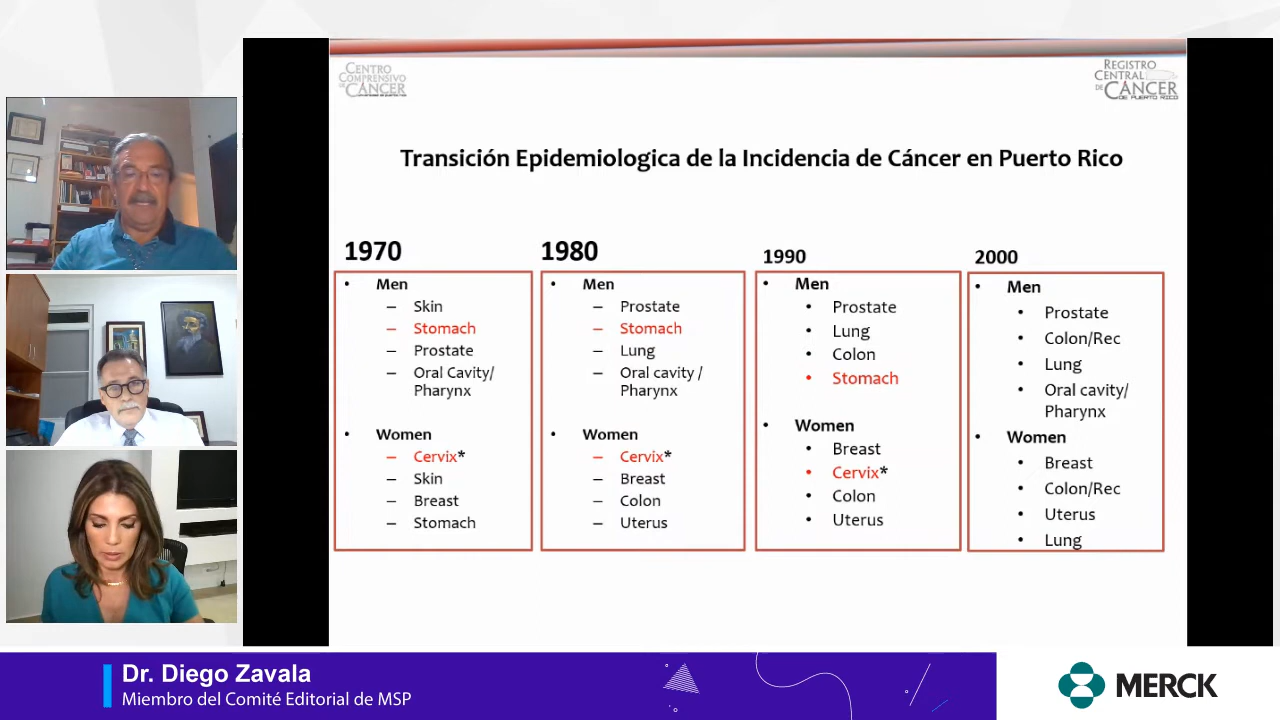 CENTRO
COMPRENSIVO
DE CÁNCER
REGISTRO
CENTRAL
DE CÁNCER
DE PUERTO RICO
Transición Epidemiologica de la Incidencia de Cáncer en Puerto Rico
1970
• Men
– Skin
– Stomach
– Prostate
– Oral Cavity/
Pharynx
• Women
– Cervix*
– Skin
– Breast
– Stomach
1980
• Men
– Prostate
– Stomach
– Lung
– Oral cavity /
Pharynx
• Women
– Cervix*
– Breast
– Colon
– Uterus
1990
• Men
• Prostate
• Lung
• Colon
• Stomach
• Women
• Breast
• Cervix*
• Colon
• Uterus
2000
• Men
• Prostate
• Colon/Rec
• Lung
• Oral cavity/
Pharynx
• Women
• Breast
• Colon/Rec
• Uterus
• Lung
Dr. Diego Zavala
Miembro del Comité Editorial de MSP
MERCK